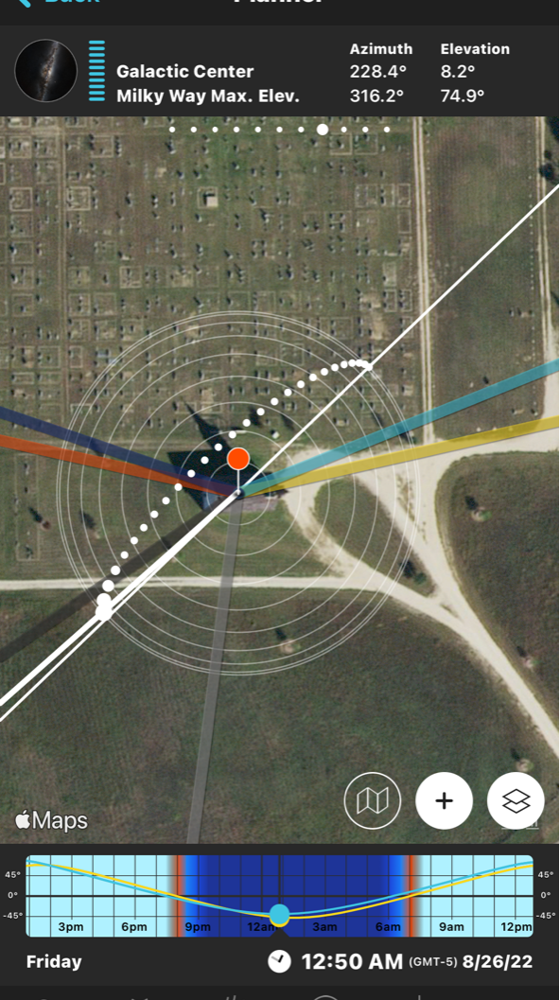 Back
Planner
Azimuth Elevation
Galactic Center 228.4° 8.2°
Milky Way Max. Elev. 316.2° 74.9°
Maps
45° 45°
0° 0°
-45° -45°
3pm 6pm 9pm 12am 3am 6am 9am 12pm
Friday 12:50 AM (GMT-5) 8/26/22